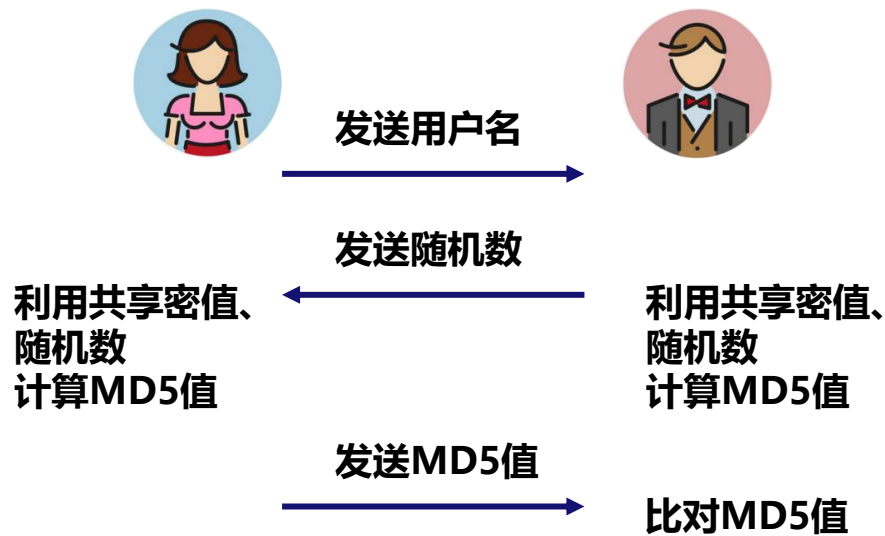 发送用户名
发送随机数
利用共享密值、
随机数
计算MD5值
利用共享密值、
随机数
计算MD5值
发送MD5值
比对MD5值